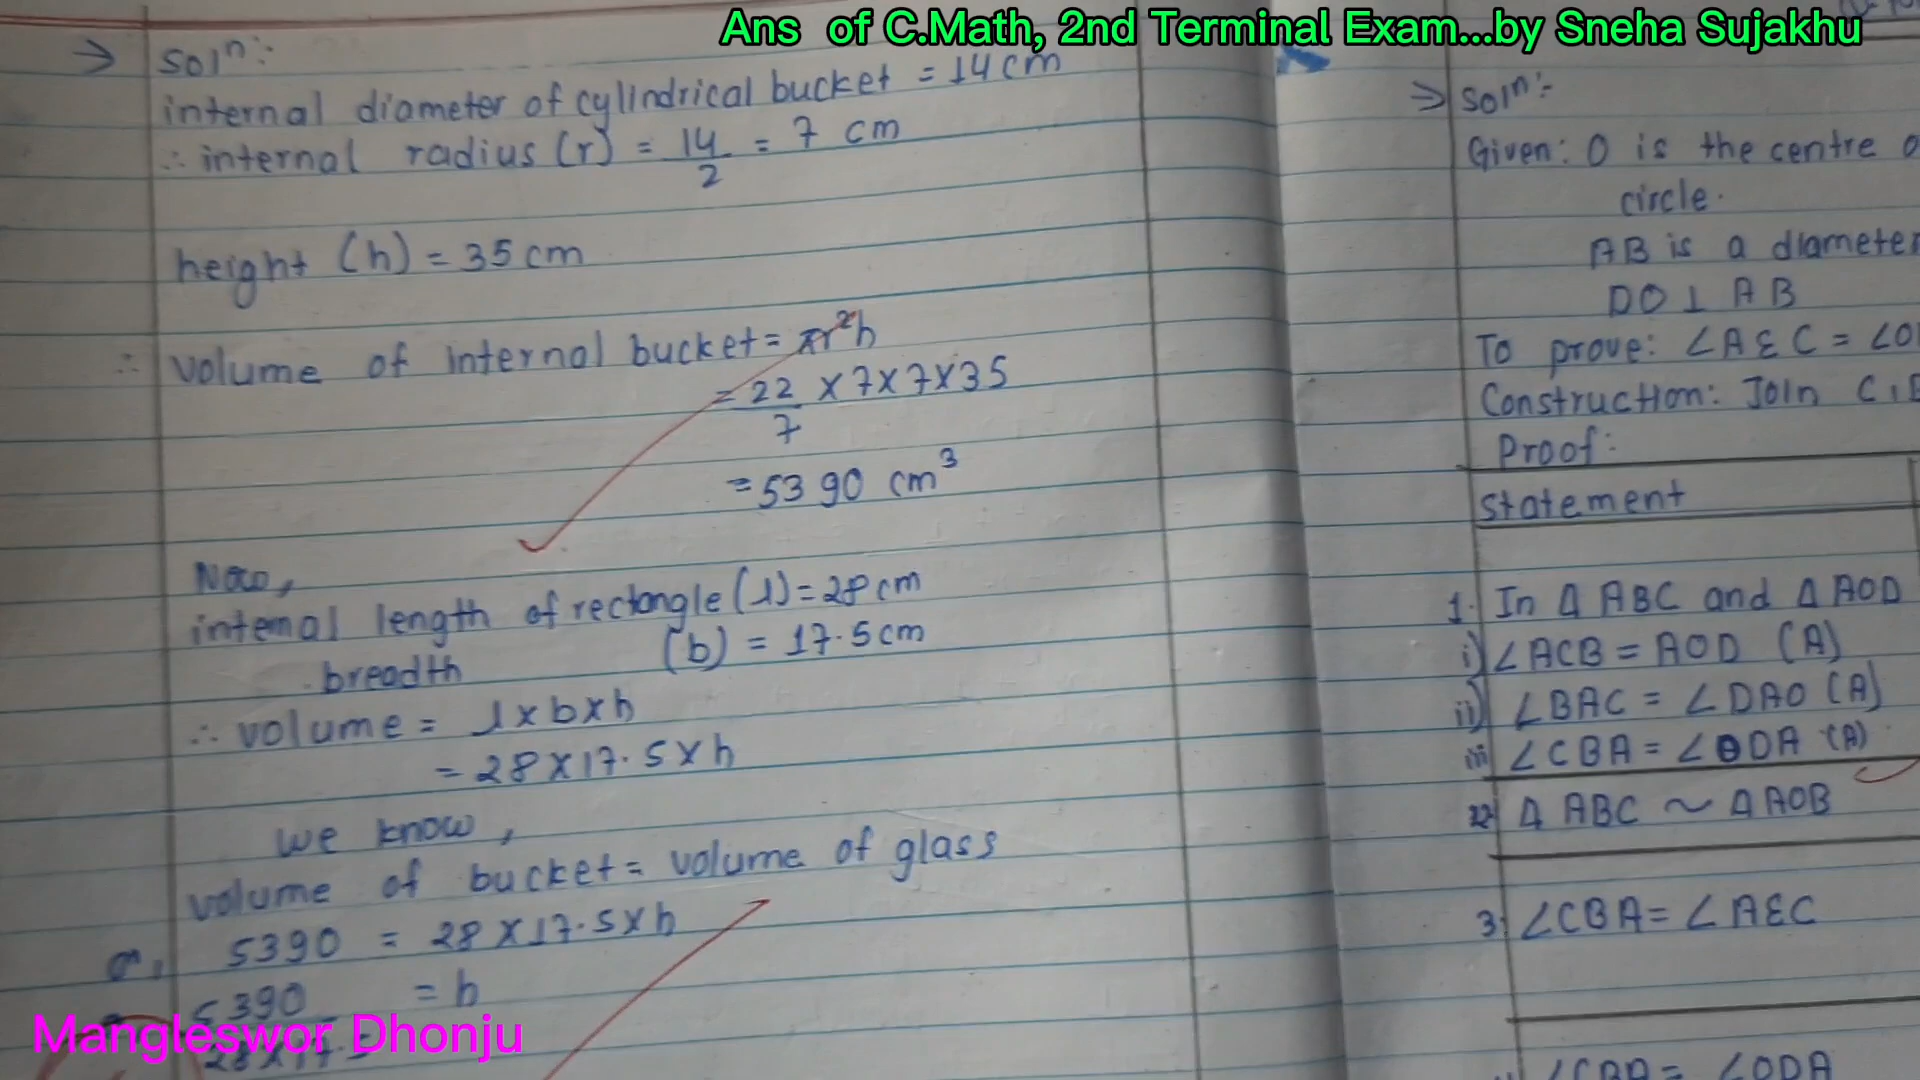 Ans of C.Math, 2nd Terminal Exam...by Sneha Sujakhu
⇒ Solⁿ:
internal diameter of cylindrical bucket = 14 cm
∴ internal radius (r) = 14/2 = 7 cm
height (h) = 35 cm
∴ volume of internal bucket = πr²h
= 22/7 × 7 × 7 × 35
= 5390 cm³
Now,
internal length of rectangle (l) = 28 cm
breadth (b) = 17.5 cm
∴ volume = l × b × h
= 28 × 17.5 × h
we know,
volume of bucket = volume of glass
or, 5390 = 28 × 17.5 × h
5390 = h
28 × 17.5
Mangleswor Dhonju
⇒ Solⁿ:-
Given: O is the centre
circle.
AB is a diameter
DO ⊥ AB
To prove: ∠AEC =
Construction: Join C,
Proof:
Statement
1. In Δ ABC and Δ AOD
i) ∠ACB = AOD (A)
ii) ∠BAC = ∠DAO (A)
iii) ∠CBA = ∠ODA (A)
2. Δ ABC ~ Δ AOB
3. ∠CBA = ∠AEC
∠CBA = ∠ODA